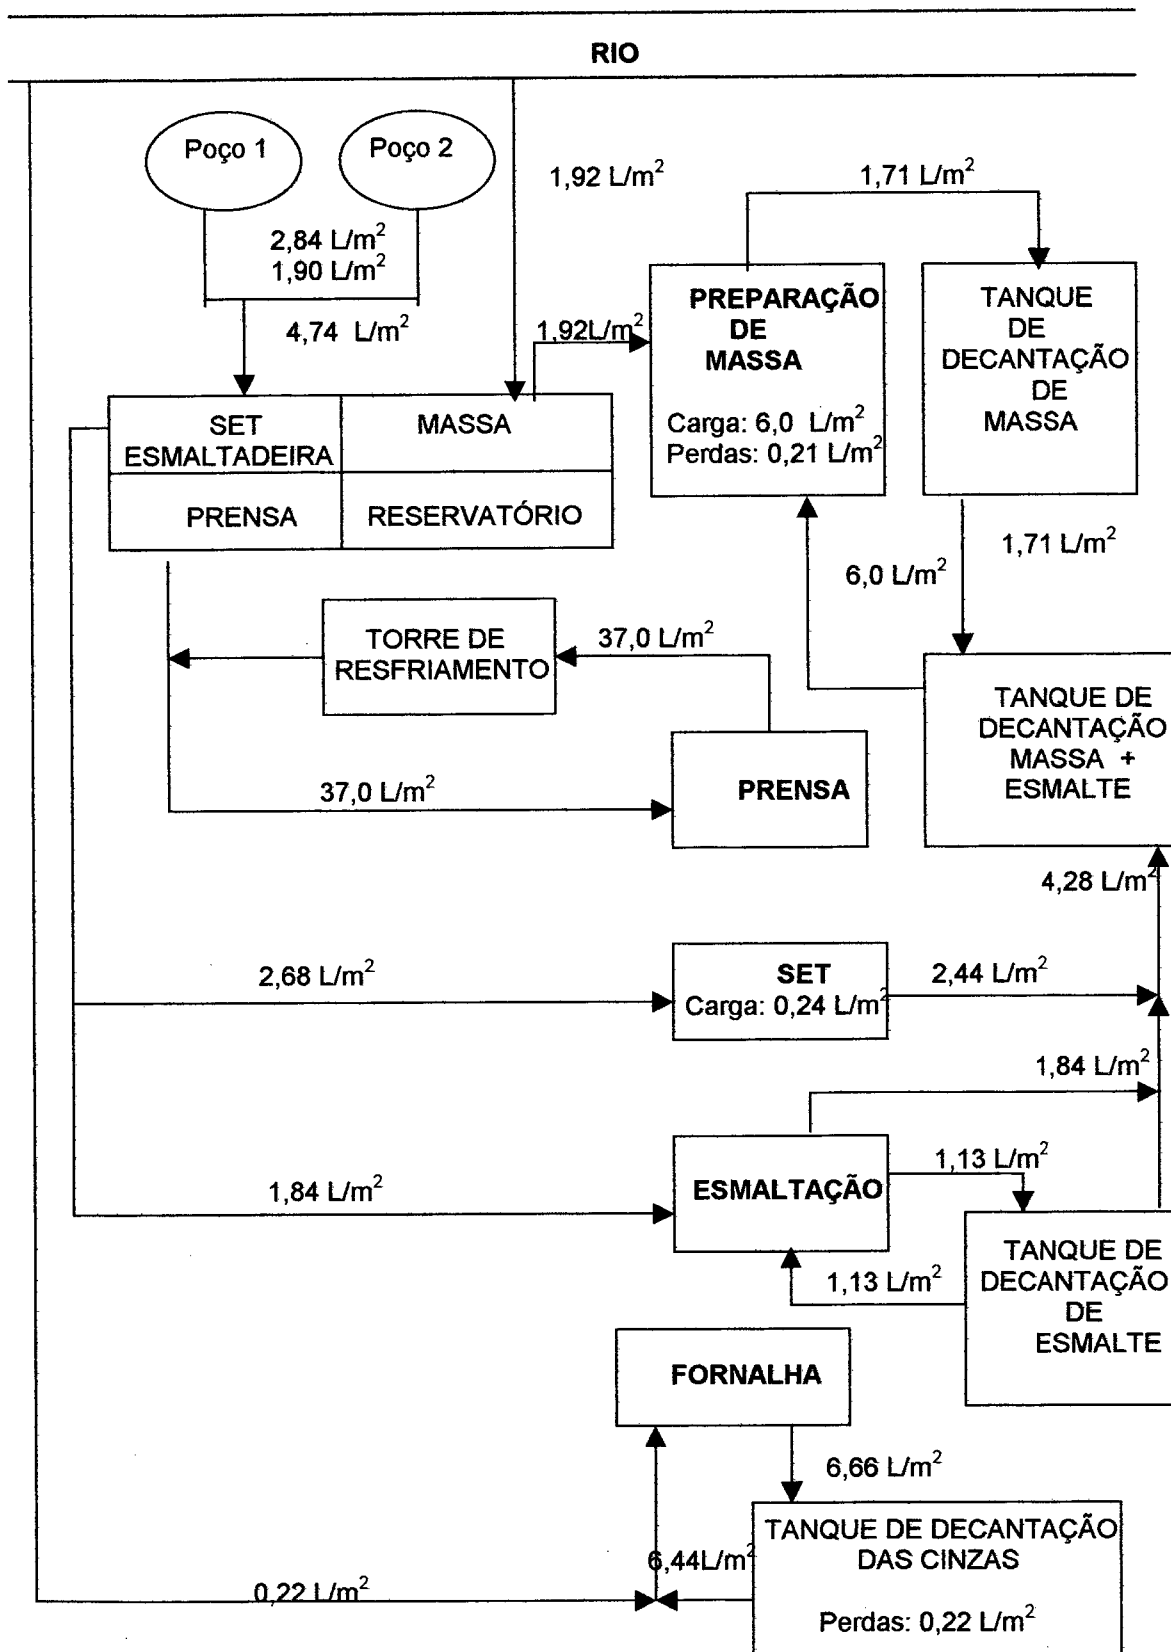 RIO
Poço 1
Poço 2
2,84 L/m²
1,90 L/m²
4,74 L/m²
1,92 L/m²
1,92L/m²
1,71 L/m²
PREPARAÇÃO
DE
MASSA
Carga: 6,0 L/m²
Perdas: 0,21 L/m²
TANQUE
DE
DECANTAÇÃO
DE
MASSA
SET
ESMALTADEIRA
MASSA
PRENSA
RESERVATÓRIO
1,71 L/m²
6,0 L/m²
TORRE DE
RESFRIAMENTO
37,0 L/m²
TANQUE DE
DECANTAÇÃO
MASSA +
ESMALTE
37,0 L/m²
PRENSA
4,28 L/m²
2,68 L/m²
SET
Carga: 0,24 L/m²
2,44 L/m²
1,84 L/m²
1,84 L/m²
ESMALTAÇÃO
1,13 L/m²
1,13 L/m²
TANQUE DE
DECANTAÇÃO
DE
ESMALTE
FORNALHA
6,66 L/m²
0,22 L/m²
6,44L/m²
TANQUE DE DECANTAÇÃO
DAS CINZAS
Perdas: 0,22 L/m²